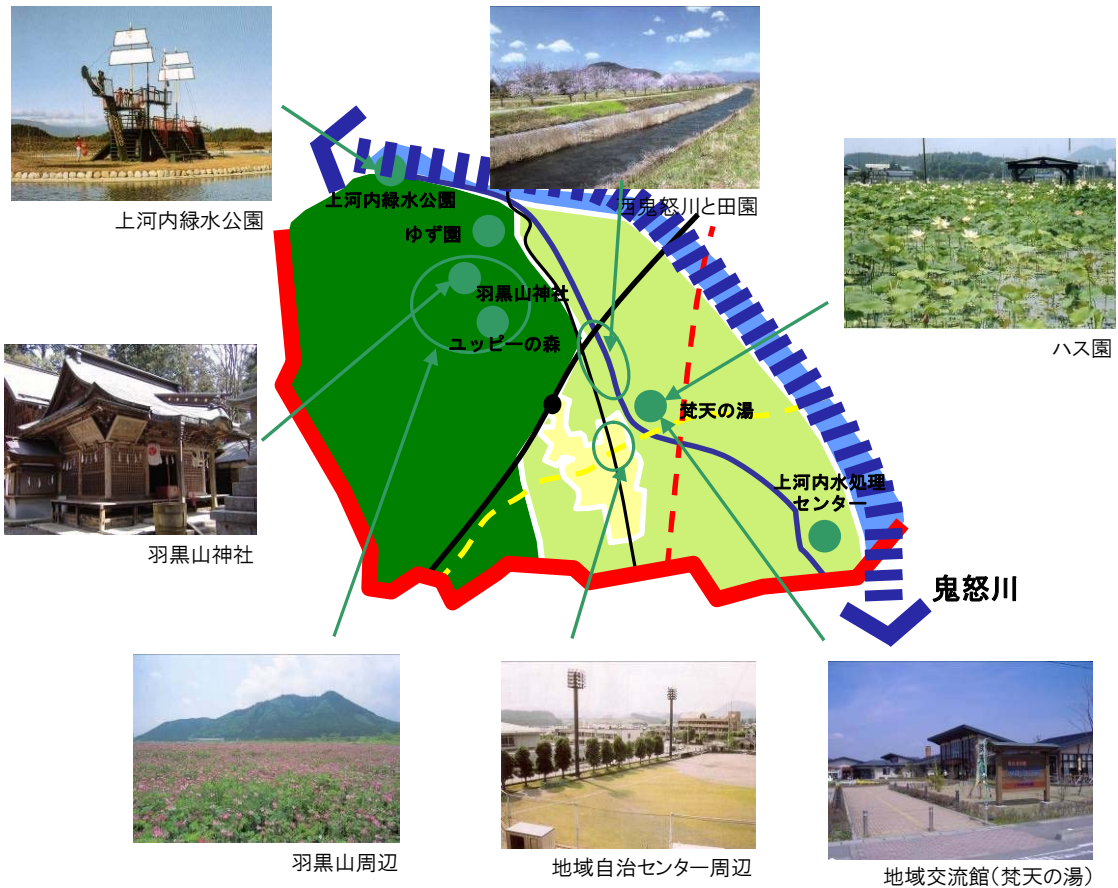 上河内緑水公園
西鬼怒川と田園
上河内緑水公園
ゆず園
羽黒山神社
ユッピーの森
ハス園
梵天の湯
上河内水処理
センター
羽黒山神社
鬼怒川
羽黒山周辺
地域自治センター周辺
地域交流館(梵天の湯)